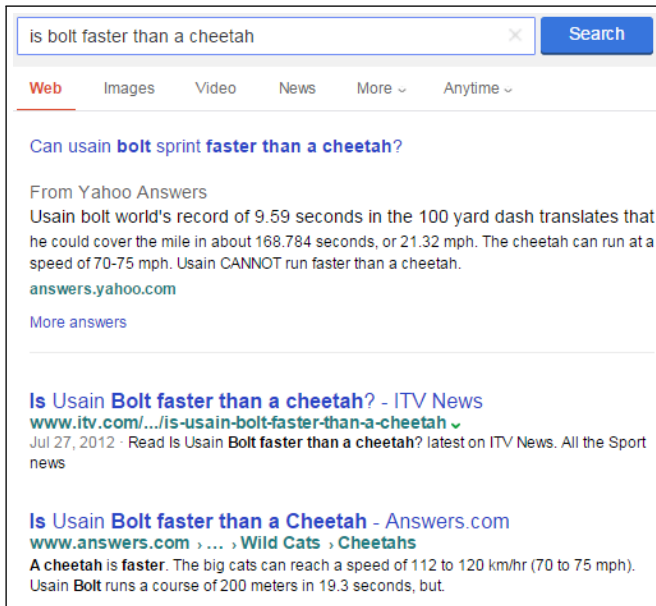 is bolt faster than a cheetah
Search
Web Images Video News More Anytime
Can usain bolt sprint faster than a cheetah?
From Yahoo Answers
Usain bolt world's record of 9.59 seconds in the 100 yard dash translates that
he could cover the mile in about 168.784 seconds, or 21.32 mph. The cheetah can run at a
speed of 70-75 mph. Usain CANNOT run faster than a cheetah.
answers.yahoo.com
More answers
Is Usain Bolt faster than a cheetah? - ITV News
www.itv.com/.../is-usain-bolt-faster-than-a-cheetah
Jul 27, 2012 · Read Is Usain Bolt faster than a cheetah? latest on ITV News. All the Sport
news
Is Usain Bolt faster than a Cheetah - Answers.com
www.answers.com › ... › Wild Cats › Cheetahs
A cheetah is faster. The big cats can reach a speed of 112 to 120 km/hr (70 to 75 mph).
Usain Bolt runs a course of 200 meters in 19.3 seconds, but.